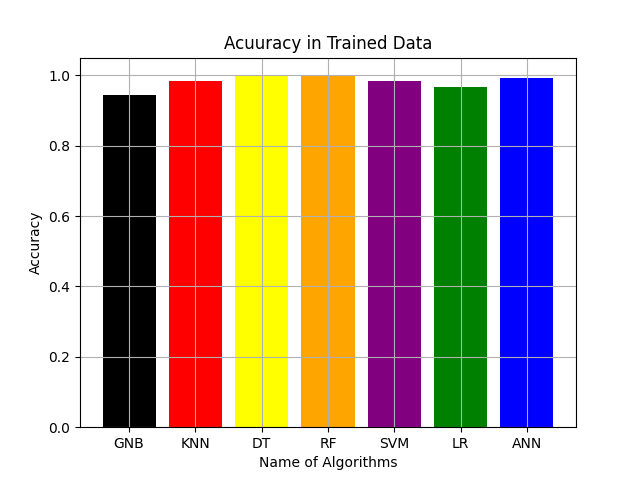 Acuuracy in Trained Data
1.0
0.8
0.6
0.4
0.2
0.0
Accuracy
GNB KNN DT RF SVM LR ANN
Name of Algorithms